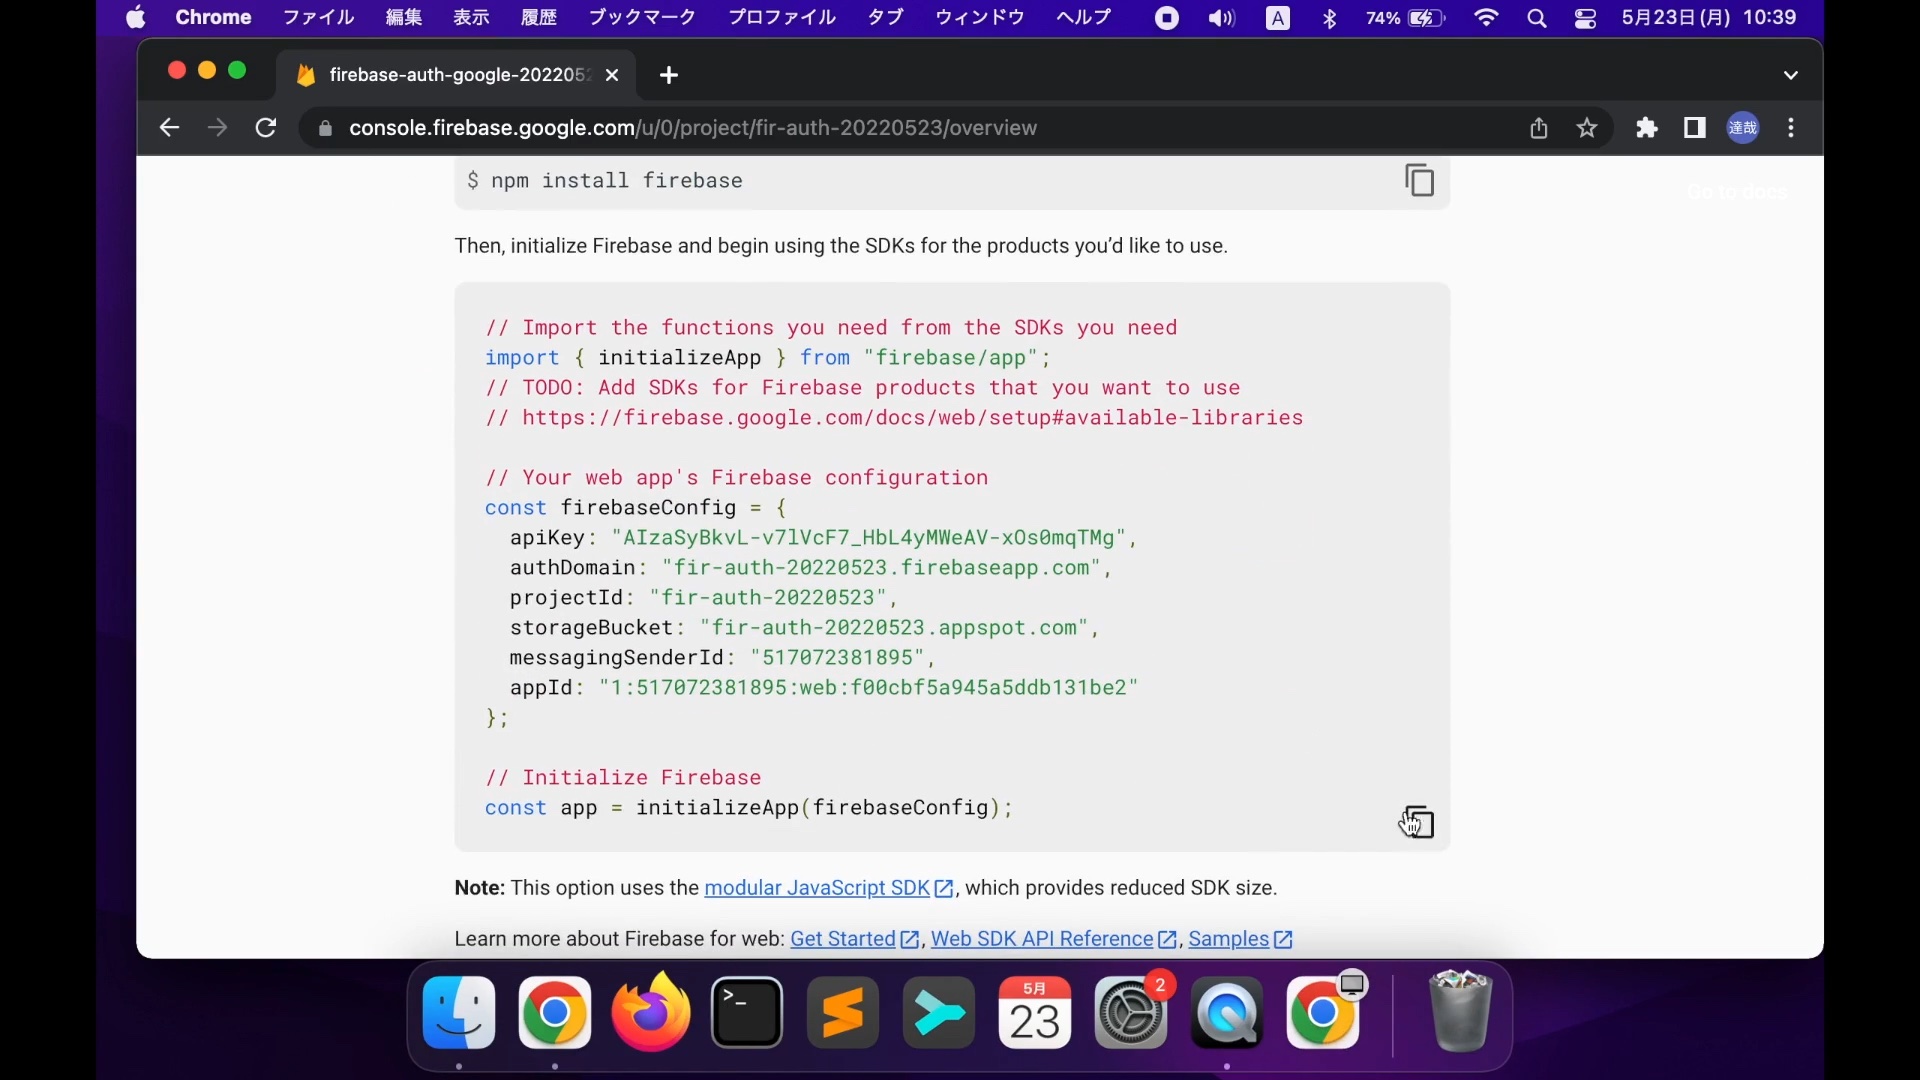 Chrome ファイル 編集 表示 履歴 ブックマーク プロファイル タブ ウィンドウ ヘルプ A 74% 5月23日(月) 10:39
firebase-auth-google-2022052
console.firebase.google.com/u/0/project/fir-auth-20220523/overview 達哉
$ npm install firebase
Go to docs
Then, initialize Firebase and begin using the SDKs for the products you’d like to use.
// Import the functions you need from the SDKs you need
import { initializeApp } from "firebase/app";
// TODO: Add SDKs for Firebase products that you want to use
// https://firebase.google.com/docs/web/setup#available-libraries
// Your web app's Firebase configuration
const firebaseConfig = {
apiKey: "AIzaSyBkvL-v7lVcF7_HbL4yMWeAV-xOs0mqTMg",
authDomain: "fir-auth-20220523.firebaseapp.com",
projectId: "fir-auth-20220523",
storageBucket: "fir-auth-20220523.appspot.com",
messagingSenderId: "517072381895",
appId: "1:517072381895:web:f00cbf5a945a5ddb131be2"
};
// Initialize Firebase
const app = initializeApp(firebaseConfig);
Note: This option uses the modular JavaScript SDK, which provides reduced SDK size.
Learn more about Firebase for web: Get Started, Web SDK API Reference, Samples
5月
23
2